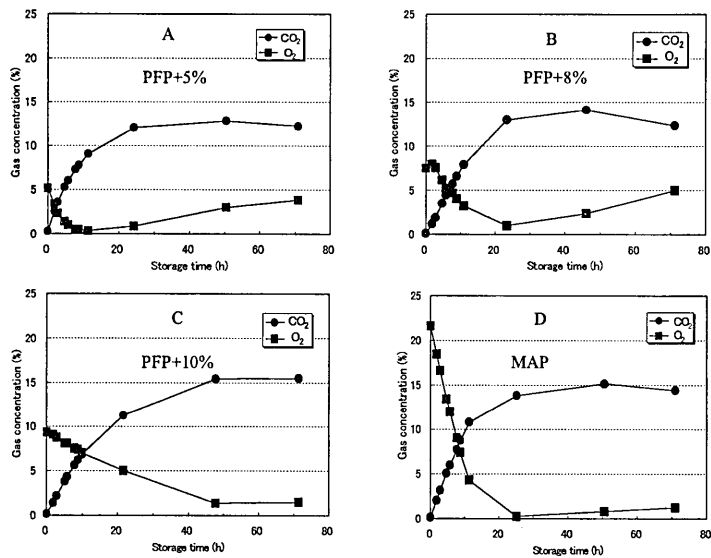 A
CO2
O2
PFP+5%
Gas concentration (%)
25
20
15
10
5
0
0 20 40 60 80
Storage time (h)
B
CO2
O2
PFP+8%
Gas concentration (%)
25
20
15
10
5
0
0 20 40 60 80
Storage time (h)
C
CO2
O2
PFP+10%
Gas concentration (%)
25
20
15
10
5
0
0 20 40 60 80
Storage time (h)
D
CO2
O2
MAP
Gas concentration (%)
25
20
15
10
5
0
0 20 40 60 80
Storage time (h)